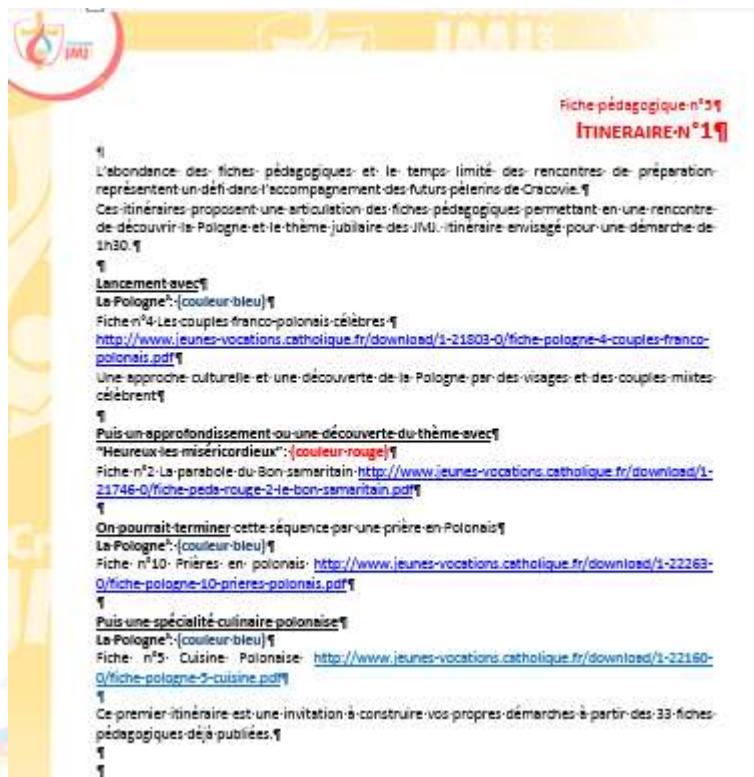 JMJ
Fiche pédagogique n°5¶
ITINERAIRE N°1¶
¶
L'abondance des fiches pédagogiques et le temps limité des rencontres de préparation
représentent un défi dans l'accompagnement des futurs pèlerins de Cracovie.¶
Ces itinéraires proposent une articulation des fiches pédagogiques permettant en une rencontre
de découvrir la Pologne et le thème jubilaire des JMJ. Itinéraire envisagé pour une démarche de
1h30.¶
¶
Lancement avec¶
La Pologne": (couleur bleu)¶
Fiche n°4 Les couples franco-polonais célèbres ¶
http://www.jeunes-vocations.catholique.fr/download/1-21803-0/fiche-pologne-4-couples-franco-
polonais.pdf¶
Une approche culturelle et une découverte de la Pologne par des visages et des couples mixtes
célèbrent¶
¶
Puis un approfondissement ou une découverte du thème avec¶
"Heureux les miséricordieux": (couleur rouge)¶
Fiche n°2 La parabole du Bon samaritain http://www.jeunes-vocations.catholique.fr/download/1-
21746-0/fiche-peda-rouge-2-le-bon-samaritain.pdf¶
¶
On pourrait terminer cette séquence par une prière en Polonais¶
La Pologne": (couleur bleu)¶
Fiche n°10 Prières en polonais http://www.jeunes-vocations.catholique.fr/download/1-22263-
0/fiche-pologne-10-prieres-polonais.pdf¶
¶
Puis une spécialité culinaire polonaise¶
La Pologne": (couleur bleu)¶
Fiche n°5 Cuisine Polonaise http://www.jeunes-vocations.catholique.fr/download/1-22160-
0/fiche-pologne-5-cuisine.pdf¶
¶
Ce premier itinéraire est une invitation à construire vos propres démarches à partir des 33 fiches
pédagogiques déjà publiées.¶
¶
¶